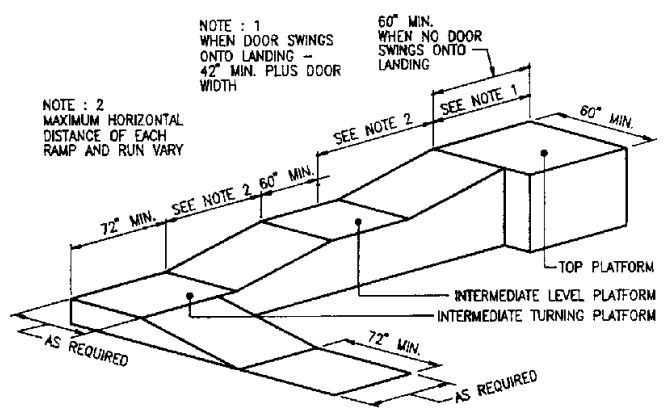 NOTE : 1
WHEN DOOR SWINGS
ONTO LANDING –
42" MIN. PLUS DOOR
WIDTH
60" MIN.
WHEN NO DOOR
SWINGS ONTO
LANDING
NOTE : 2
MAXIMUM HORIZONTAL
DISTANCE OF EACH
RAMP AND RUN VARY
SEE NOTE 2
SEE NOTE 1
60" MIN.
72" MIN.
SEE NOTE 2
60" MIN.
TOP PLATFORM
INTERMEDIATE LEVEL PLATFORM
INTERMEDIATE TURNING PLATFORM
AS REQUIRED
72" MIN.
AS REQUIRED